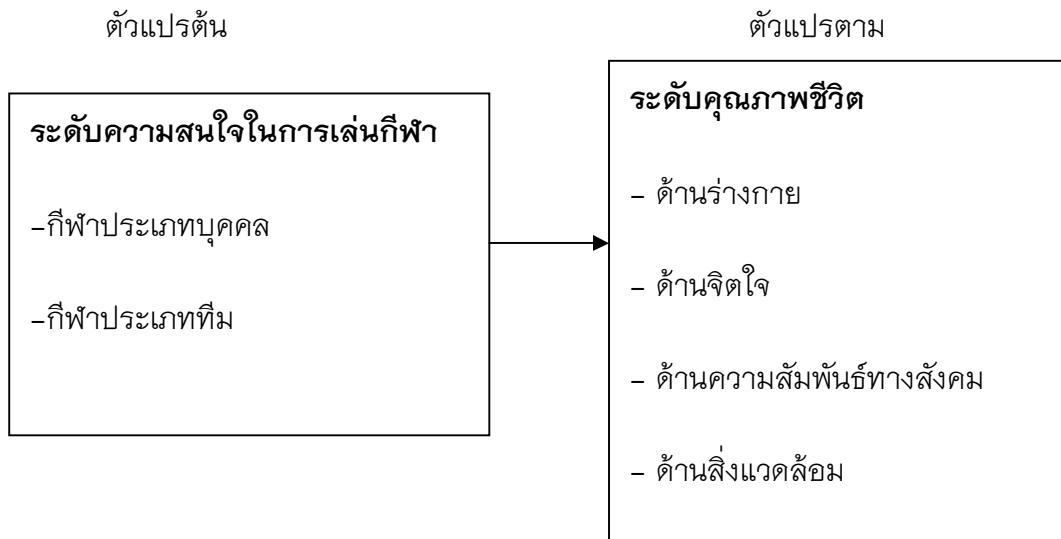 ตัวแปรต้น
ตัวแปรตาม
ระดับความสนใจในการเล่นกีฬา
-กีฬาประเภทบุคคล
-กีฬาประเภททีม
ระดับคุณภาพชีวิต
- ด้านร่างกาย
- ด้านจิตใจ
- ด้านความสัมพันธ์ทางสังคม
- ด้านสิ่งแวดล้อม